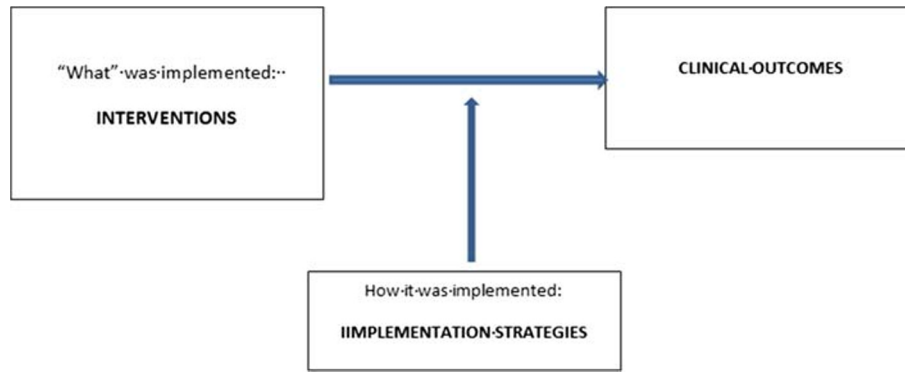 “What”·was·implemented:··
INTERVENTIONS
CLINICAL·OUTCOMES
How·it·was·implemented:
IIMPLEMENTATION·STRATEGIES